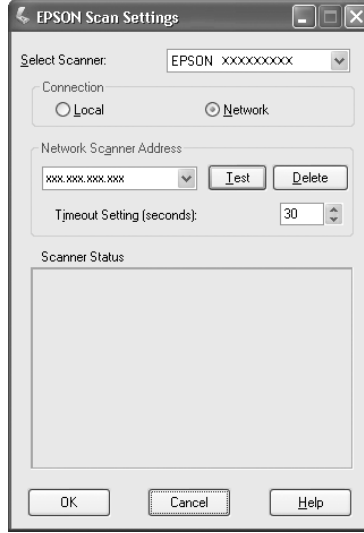 EPSON Scan Settings
Select Scanner: EPSON xxxxxxxxx
Connection
Local Network
Network Scanner Address
xxx.xxx.xxx.xxx Test Delete
Timeout Setting (seconds): 30
Scanner Status
OK Cancel Help